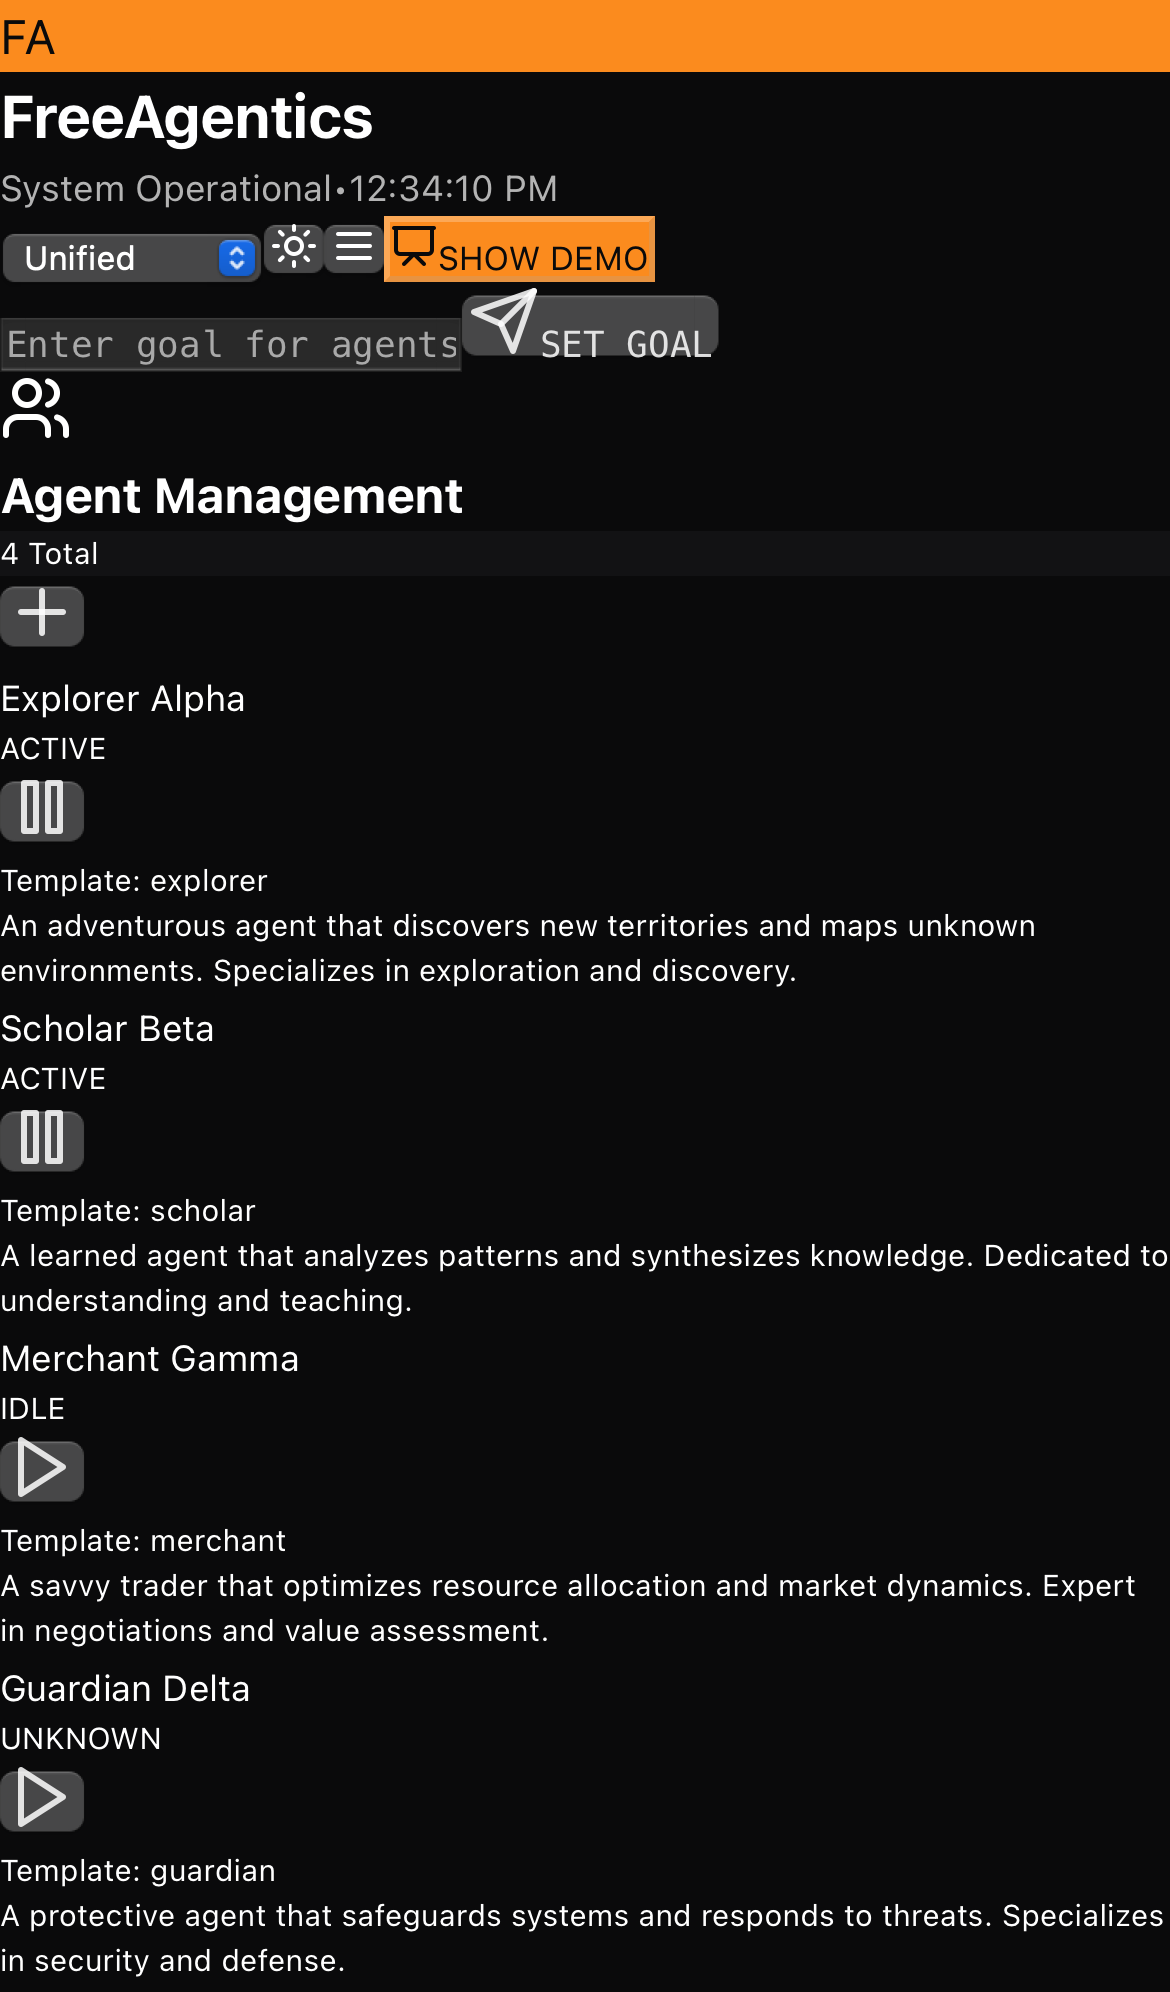 FA
FreeAgentics
System Operational•12:34:10 PM
Unified
SHOW DEMO
Enter goal for agents
SET GOAL
Agent Management
4 Total
Explorer Alpha
ACTIVE
Template: explorer
An adventurous agent that discovers new territories and maps unknown
environments. Specializes in exploration and discovery.
Scholar Beta
ACTIVE
Template: scholar
A learned agent that analyzes patterns and synthesizes knowledge. Dedicated to
understanding and teaching.
Merchant Gamma
IDLE
Template: merchant
A savvy trader that optimizes resource allocation and market dynamics. Expert
in negotiations and value assessment.
Guardian Delta
UNKNOWN
Template: guardian
A protective agent that safeguards systems and responds to threats. Specializes
in security and defense.